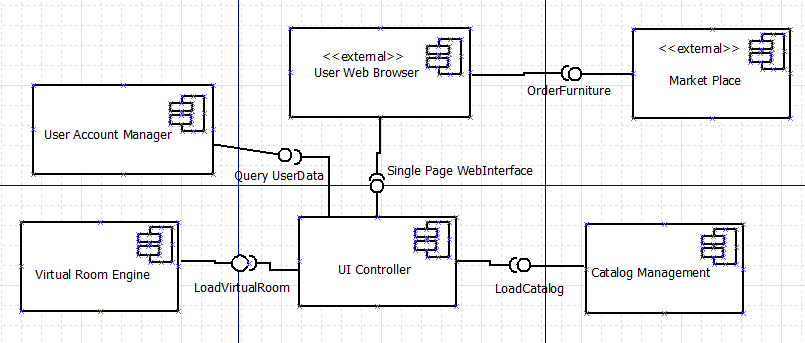 <<external>>
User Web Browser
<<external>>
Market Place
OrderFurniture
User Account Manager
Query UserData
Single Page WebInterface
Virtual Room Engine
LoadVirtualRoom
UI Controller
LoadCatalog
Catalog Management